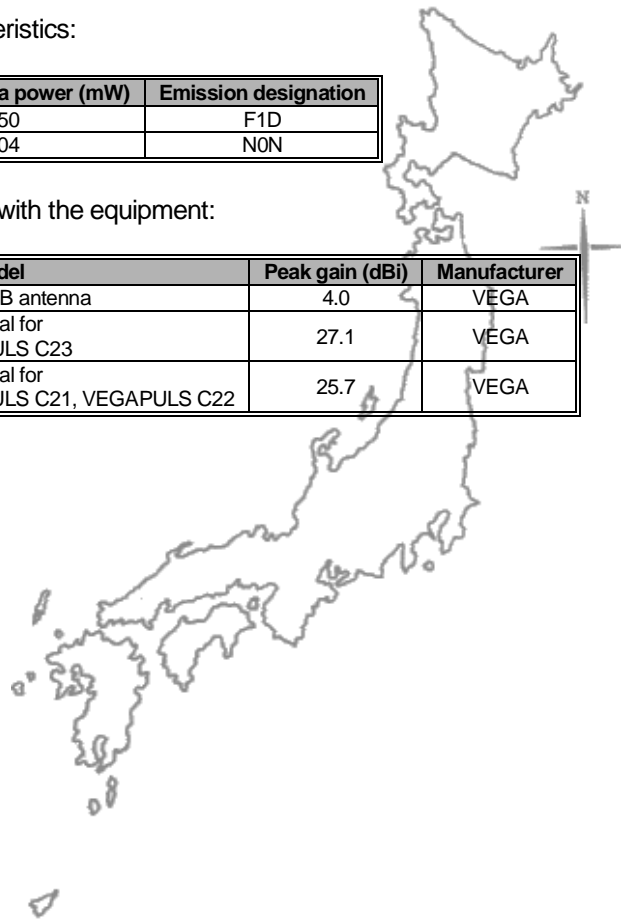 eristics:
a power (mW) Emission designation
50 F1D
04 N0N
with the equipment:
del Peak gain (dBi) Manufacturer
B antenna 4.0 VEGA
al for
ULS C23 27.1 VEGA
al for
ULS C21, VEGAPULS C22 25.7 VEGA
N